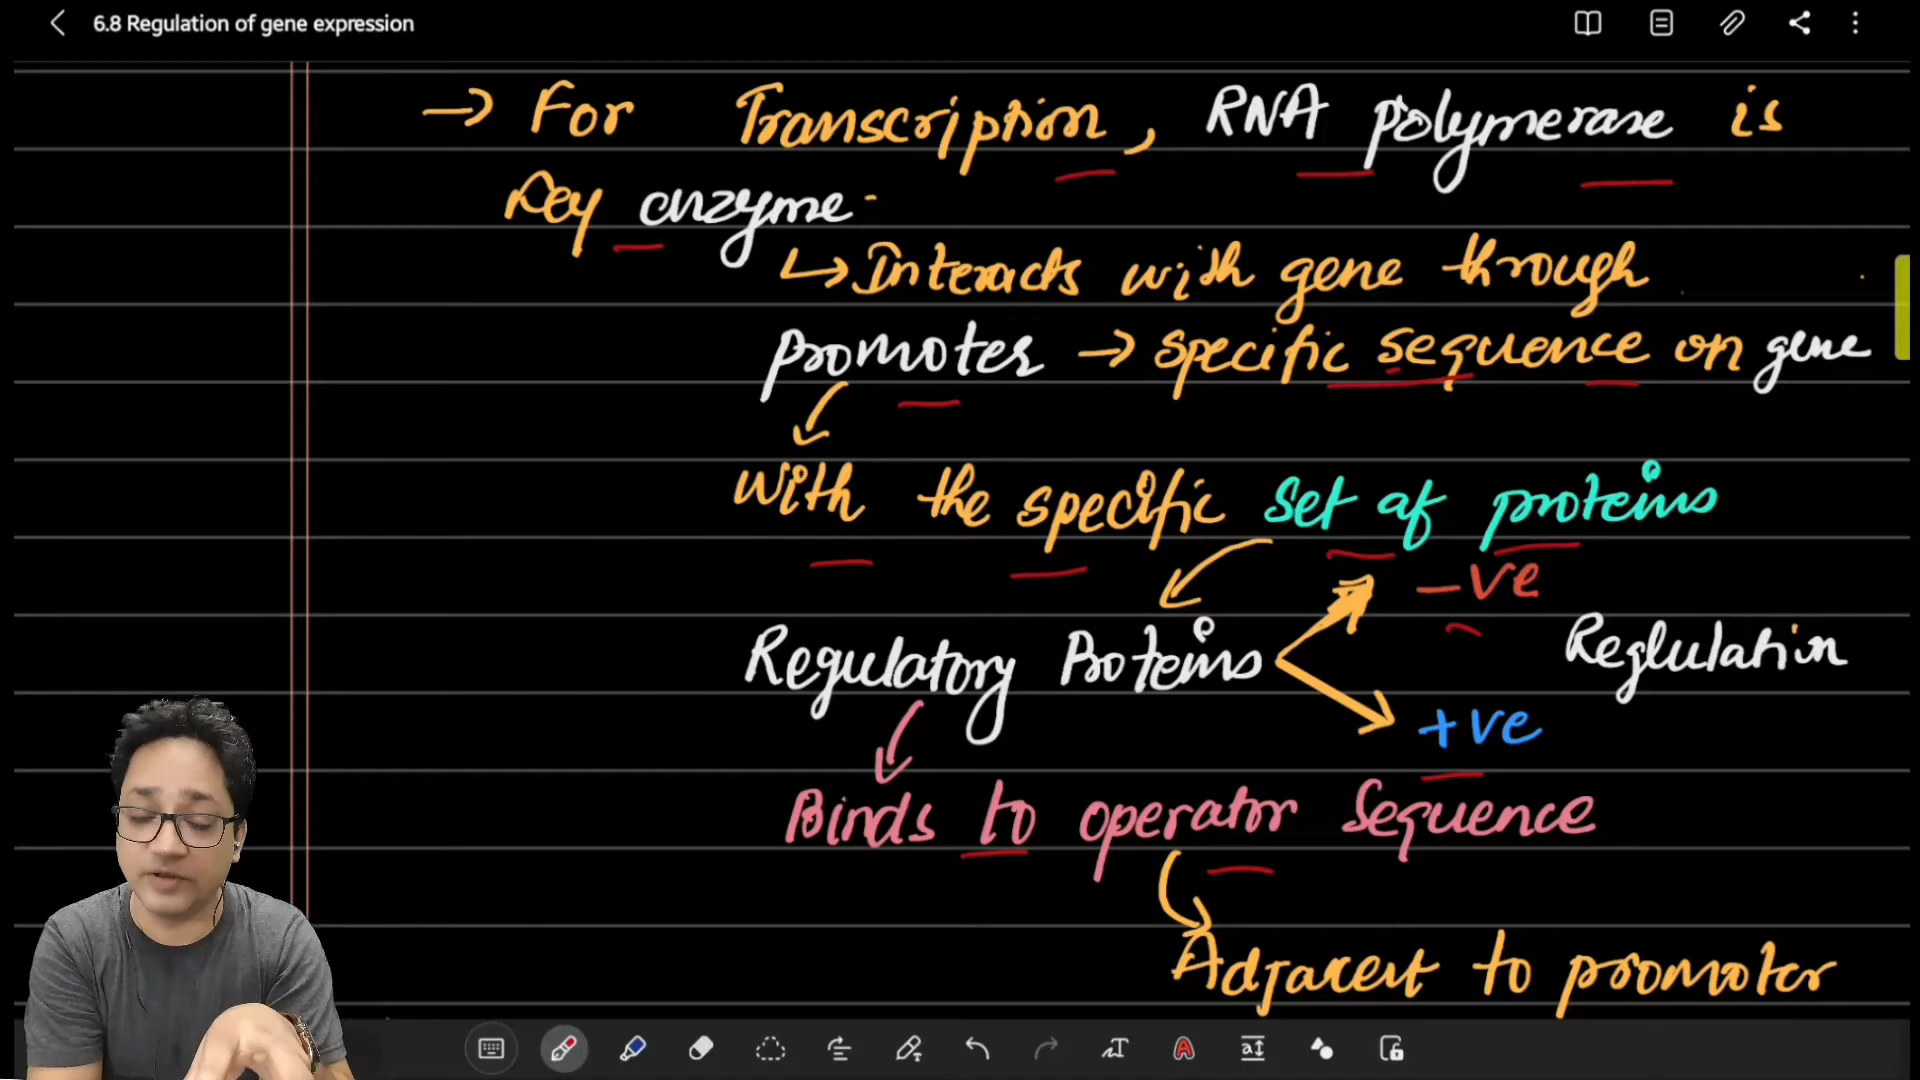 6.8 Regulation of gene expression
→ For Transcription, RNA polymerase is
key enzyme
↳ Interacts with gene through
promoter → specific sequence on gene
with the specific set of proteins
-ve
Regulatory Proteins
Reglulation
+ve
Binds to operator sequence
Adjacent to promoter